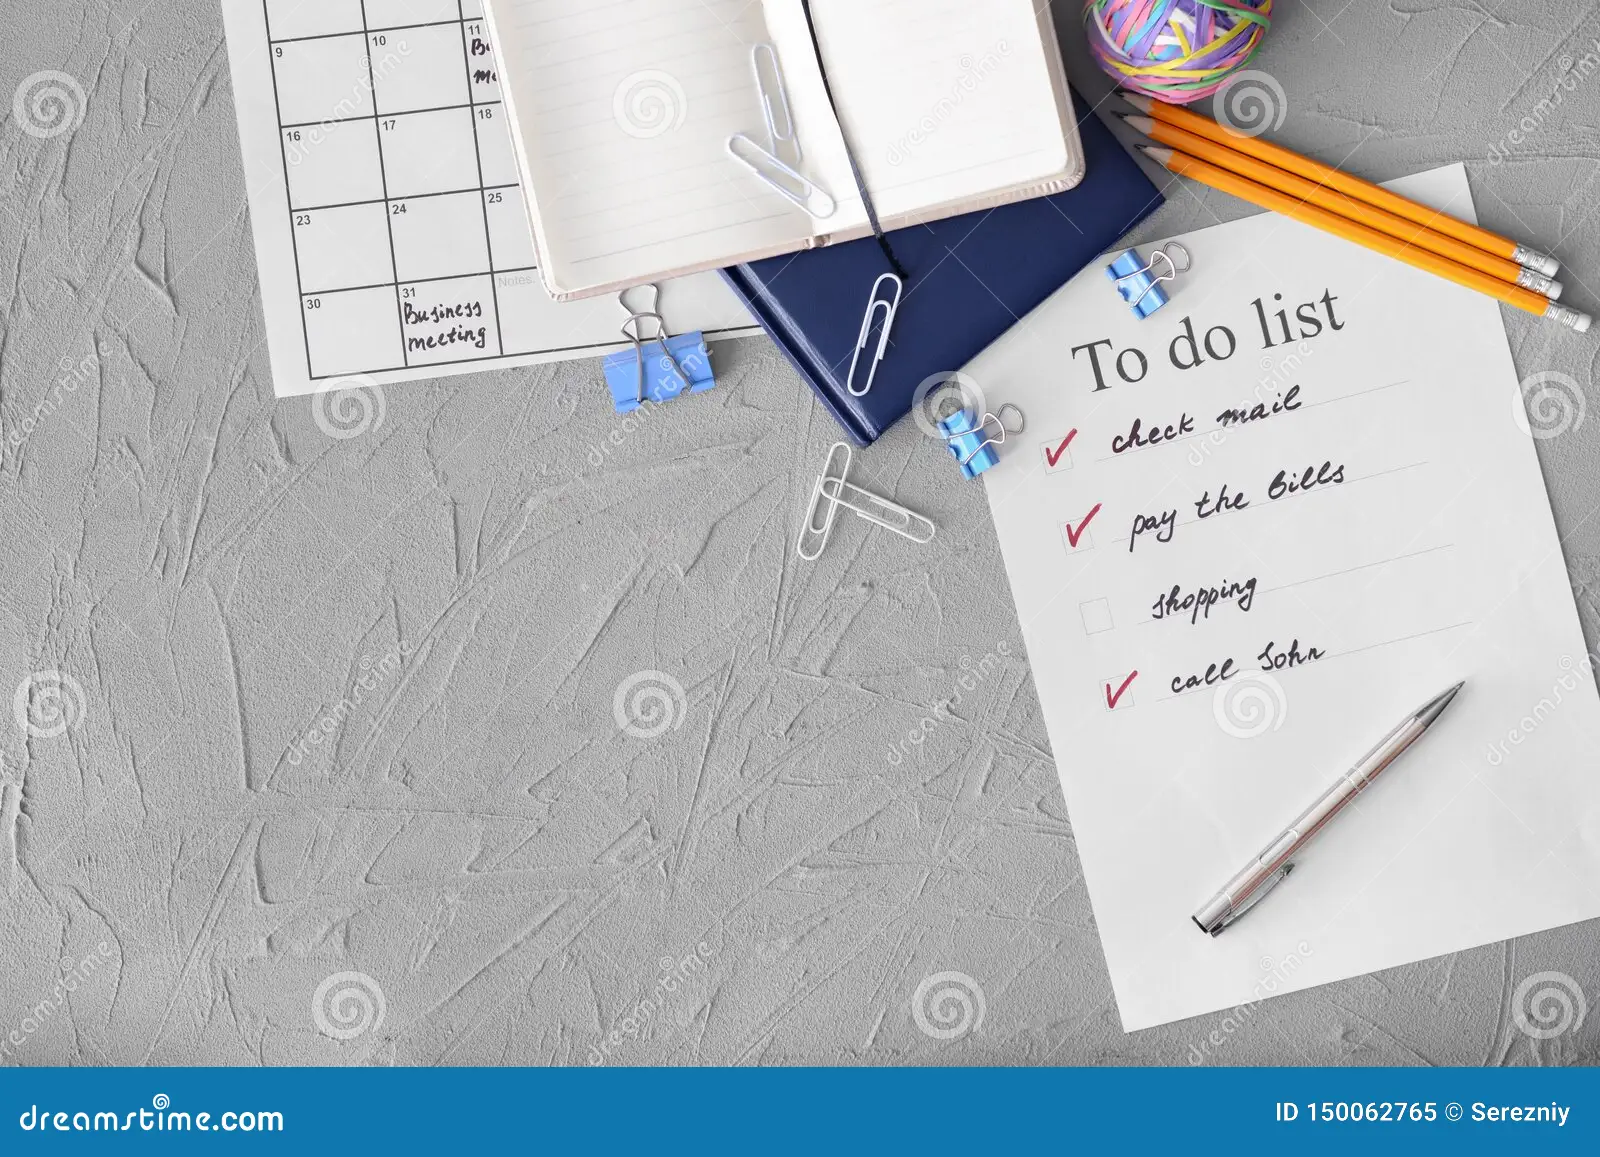 9
10
11
16
17
18
23
24
25
30
31
Business
meeting
Notes:
To do list
check mail
pay the bills
shopping
call John
dreamstime.com
ID 150062765 © Serezniy